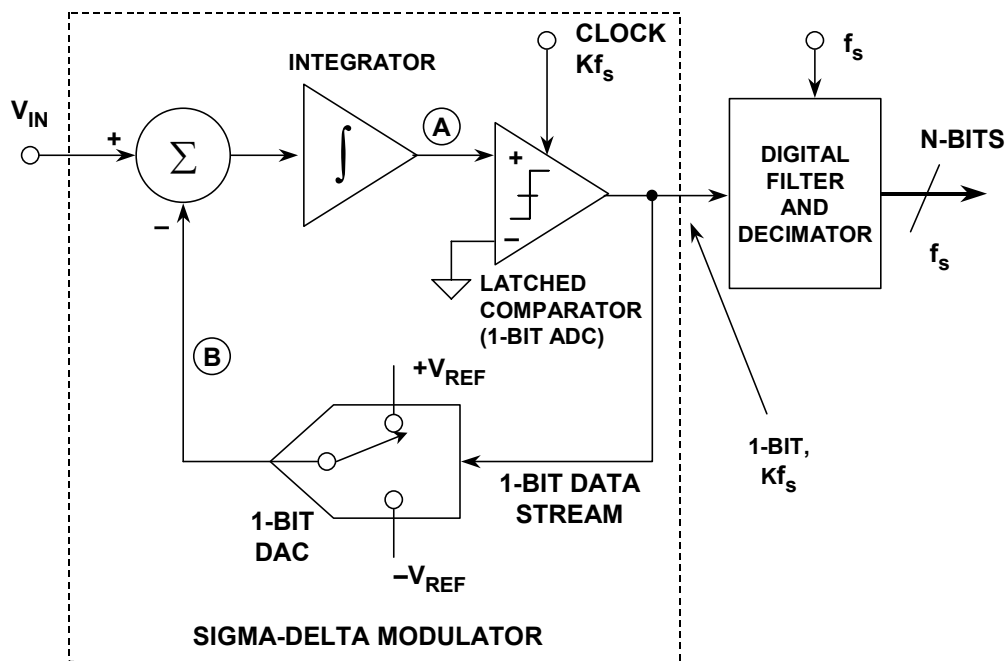 CLOCK
Kfs
fs
INTEGRATOR
VIN
A
N-BITS
+
Σ
∫
+
DIGITAL
FILTER
AND
DECIMATOR
–
–
fs
LATCHED
COMPARATOR
(1-BIT ADC)
B
+VREF
1-BIT,
Kfs
1-BIT DATA
STREAM
1-BIT
DAC
–VREF
SIGMA-DELTA MODULATOR